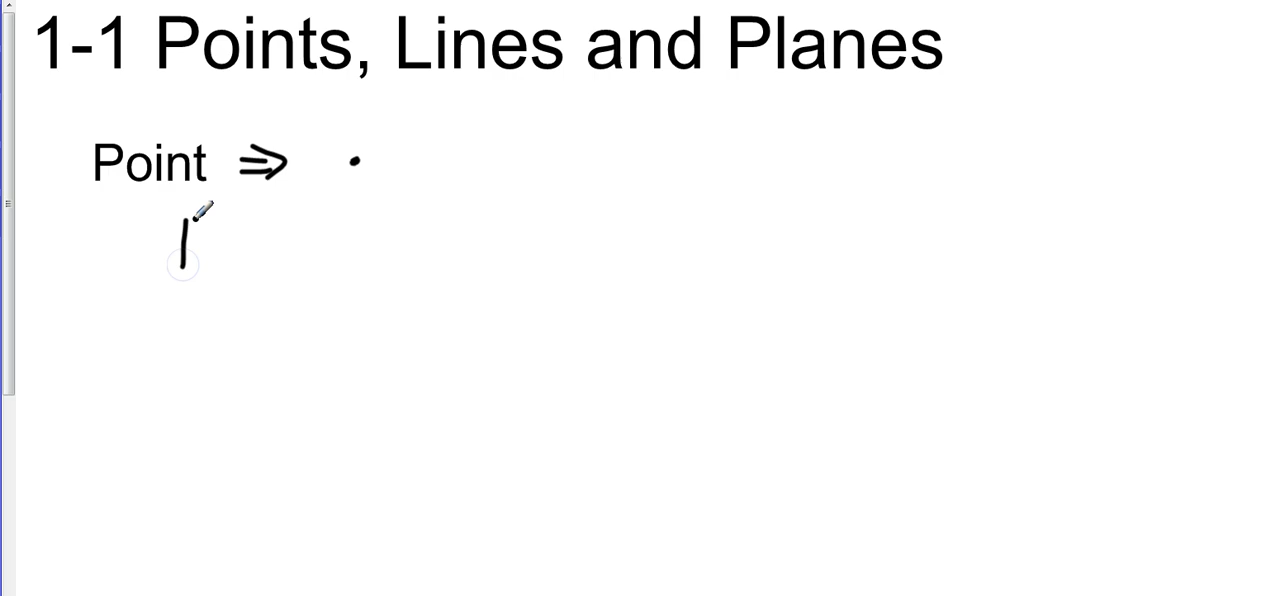 1-1 Points, Lines and Planes
Point ⇒ •